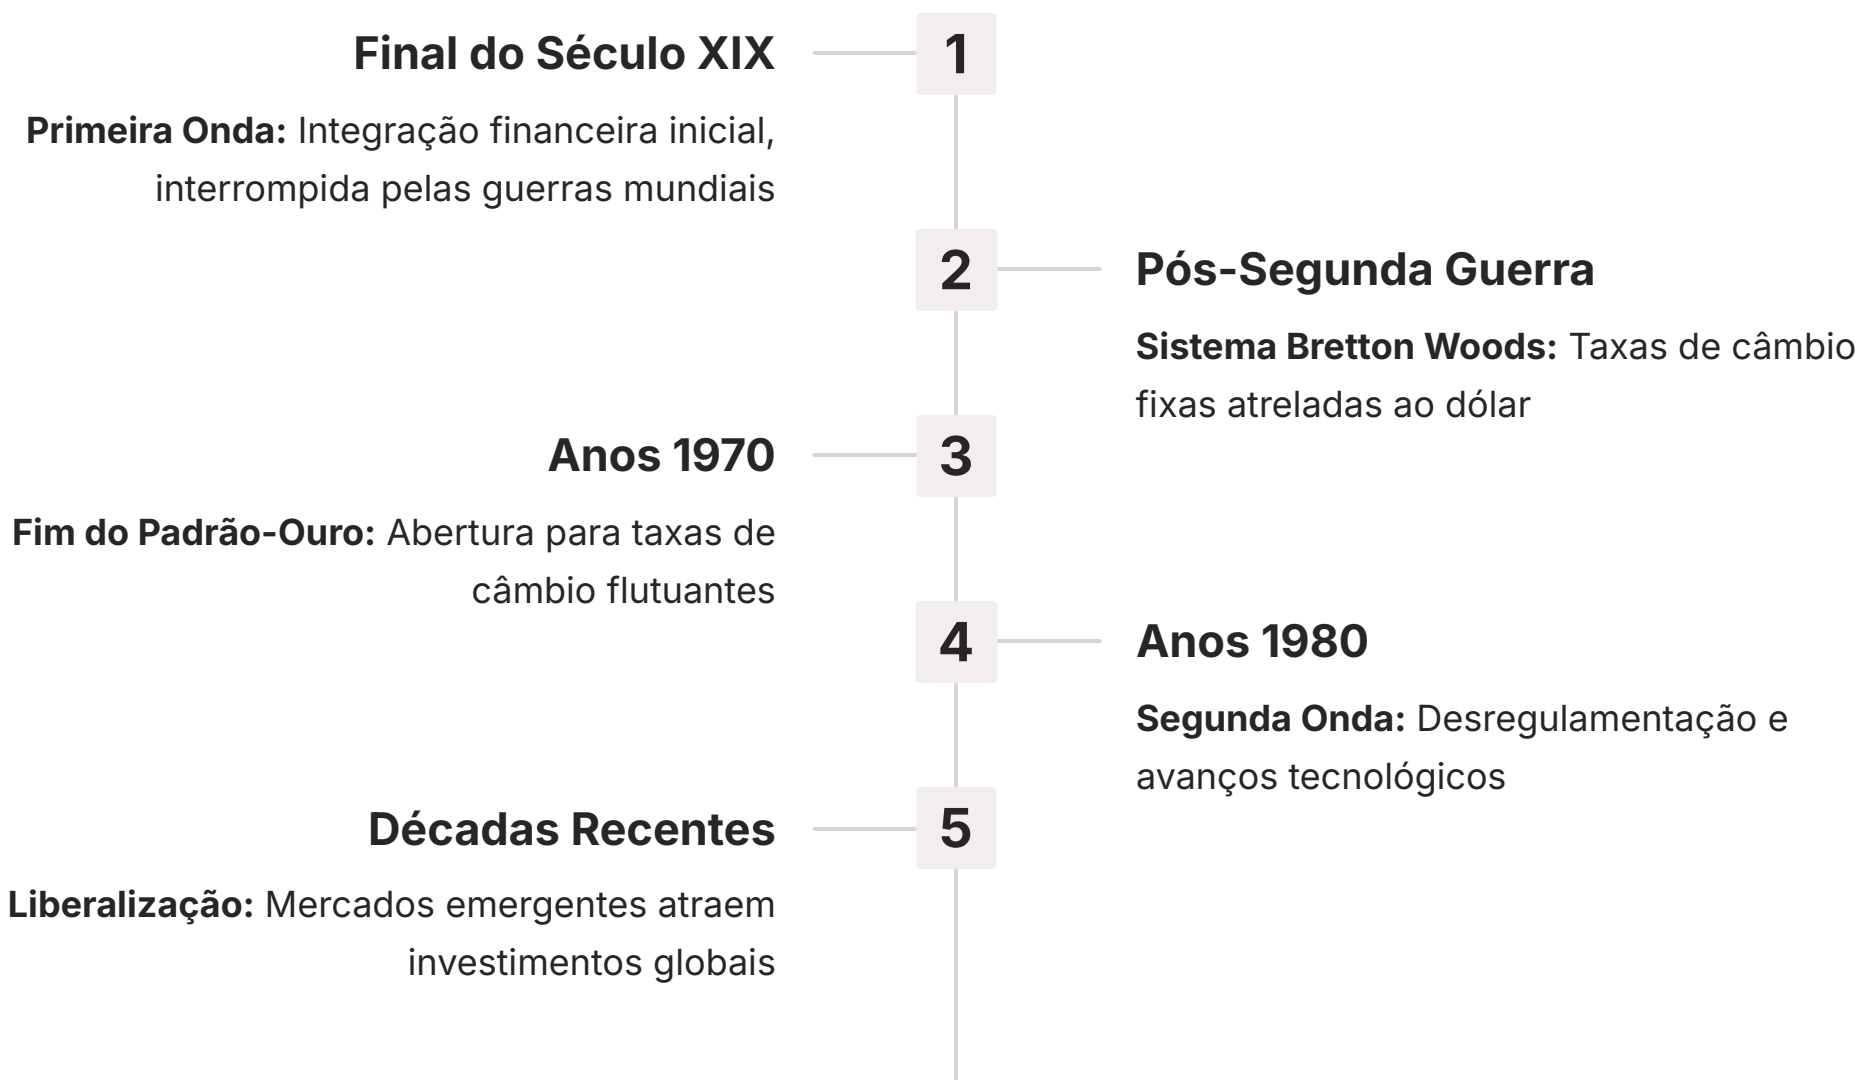 Final do Século XIX
1
Primeira Onda: Integração financeira inicial,
interrompida pelas guerras mundiais
2
Pós-Segunda Guerra
Sistema Bretton Woods: Taxas de câmbio
fixas atreladas ao dólar
Anos 1970
3
Fim do Padrão-Ouro: Abertura para taxas de
câmbio flutuantes
4
Anos 1980
Segunda Onda: Desregulamentação e
avanços tecnológicos
Décadas Recentes
5
Liberalização: Mercados emergentes atraem
investimentos globais